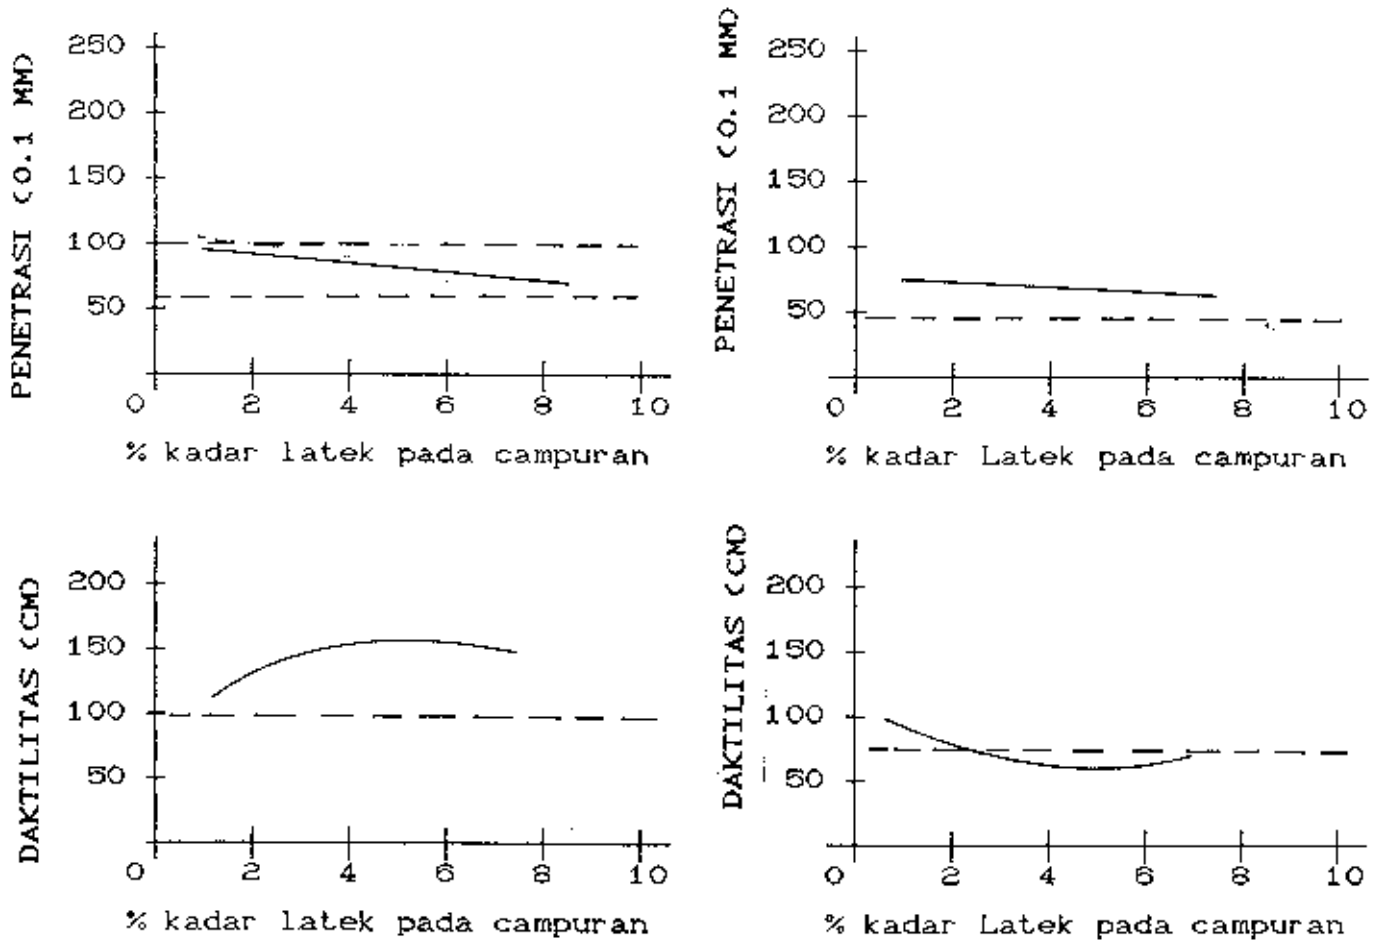 PENETRASI (0.1 MM)
250
200
150
100
50
0 2 4 6 8 10
% kadar latek pada campuran
PENETRASI (0.1 MM)
250
200
150
100
50
0 2 4 6 8 10
% kadar Latek pada campuran
DAKTILITAS (CM)
200
150
100
50
0 2 4 6 8 10
% kadar latek pada campuran
DAKTILITAS (CM)
200
150
100
50
0 2 4 6 8 10
% kadar Latek pada campuran